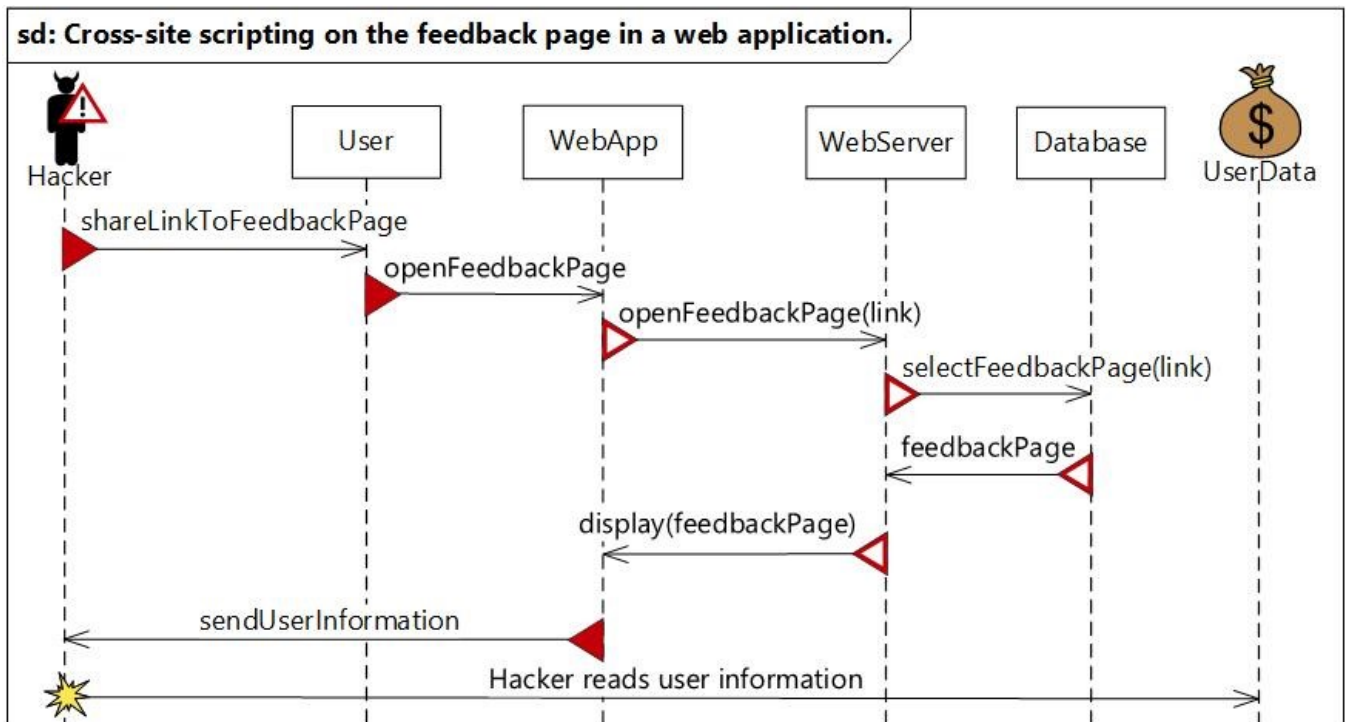 sd: Cross-site scripting on the feedback page in a web application.
!
$
Hacker
User
WebApp
WebServer
Database
UserData
shareLinkToFeedbackPage
openFeedbackPage
openFeedbackPage(link)
selectFeedbackPage(link)
feedbackPage
display(feedbackPage)
sendUserInformation
Hacker reads user information